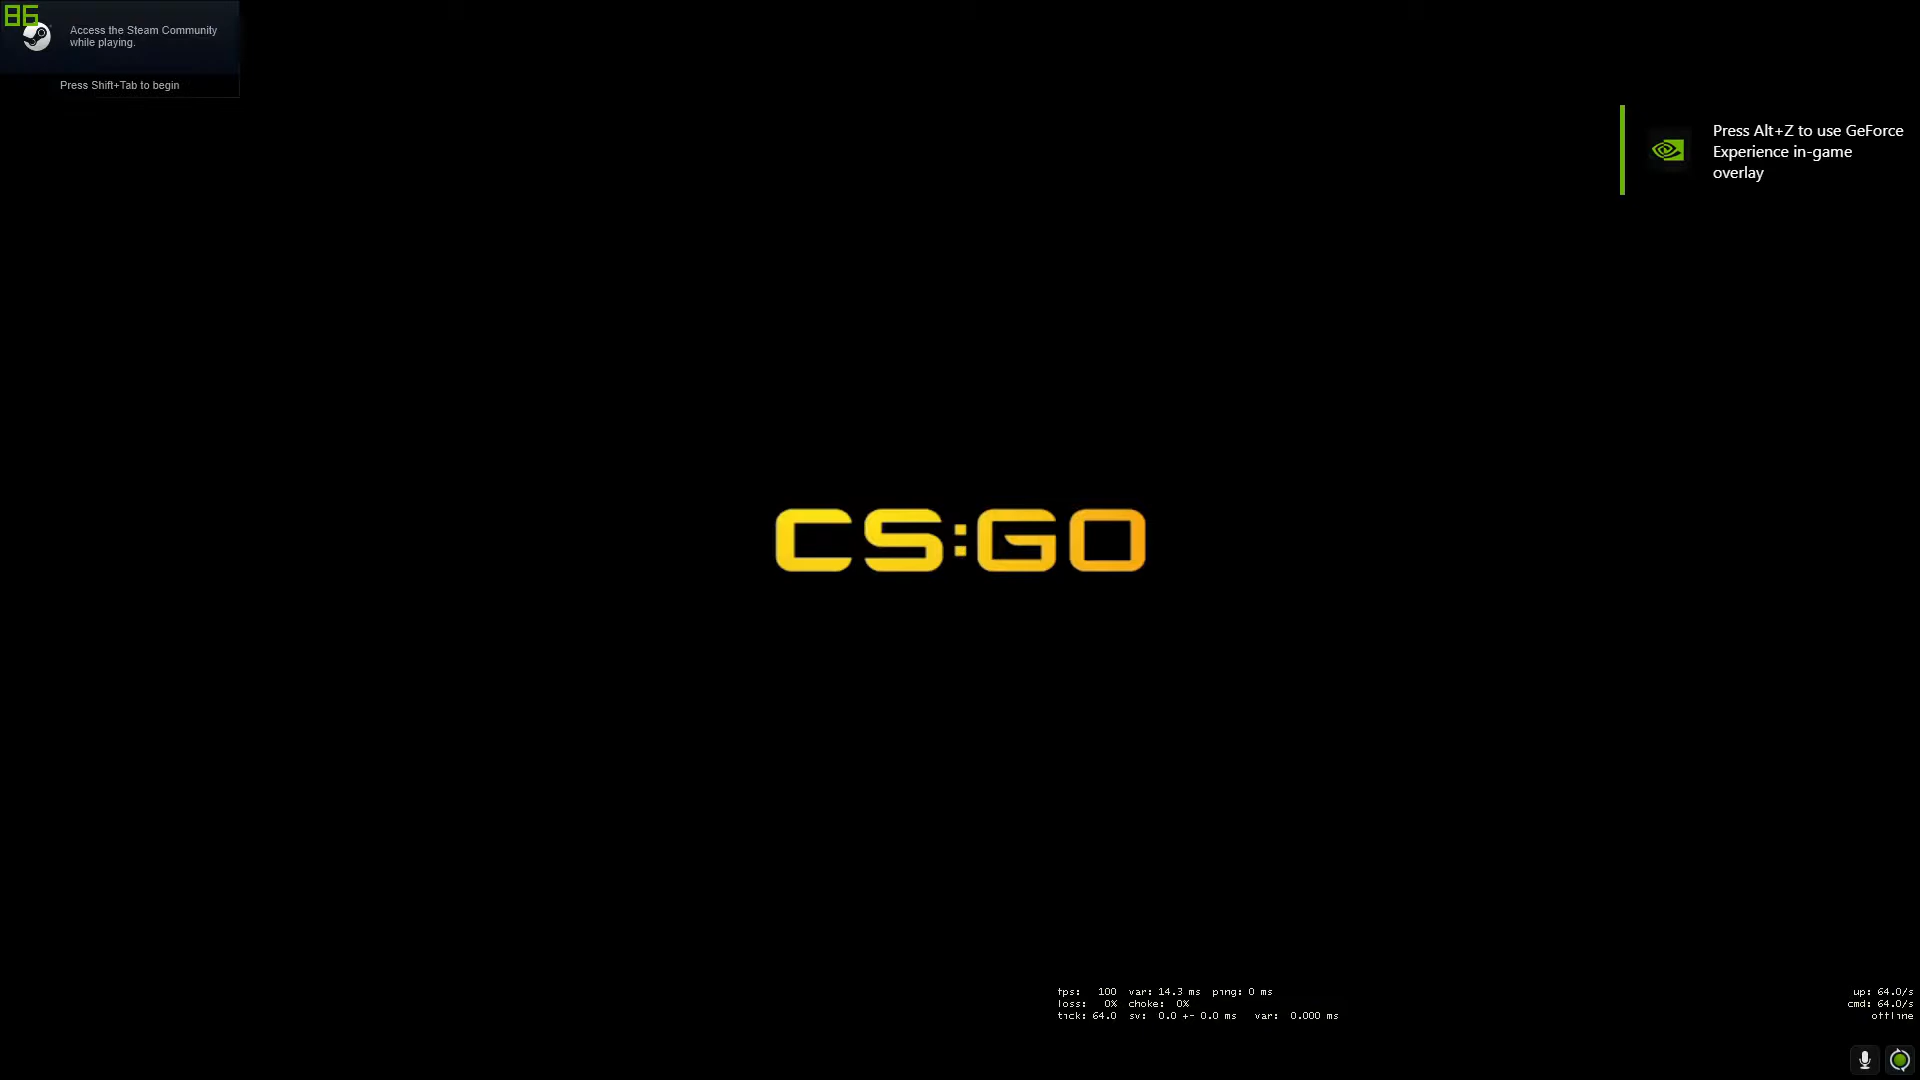 86
Access the Steam Community
while playing.
Press Shift+Tab to begin
Press Alt+Z to use GeForce
Experience in-game
overlay
CS:GO
fps: 100 var: 14.3 ms ping: 0 ms
loss: 0% choke: 0%
tick: 64.0 sv: 0.0 +- 0.0 ms var: 0.000 ms
up: 64.0/s
cmd: 64.0/s
offline